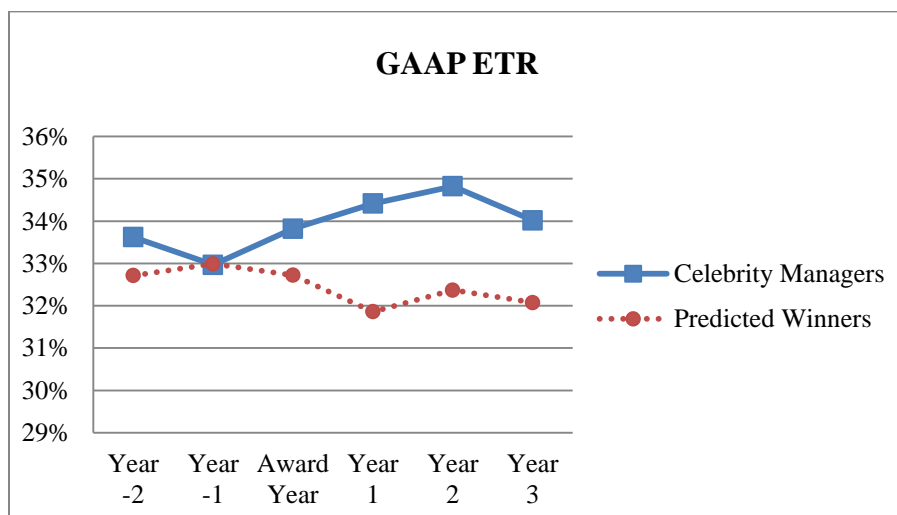 GAAP ETR
36%
35%
34%
33%
32%
31%
30%
29%
Celebrity Managers
Predicted Winners
Year Year Award Year Year Year
-2 -1 Year 1 2 3